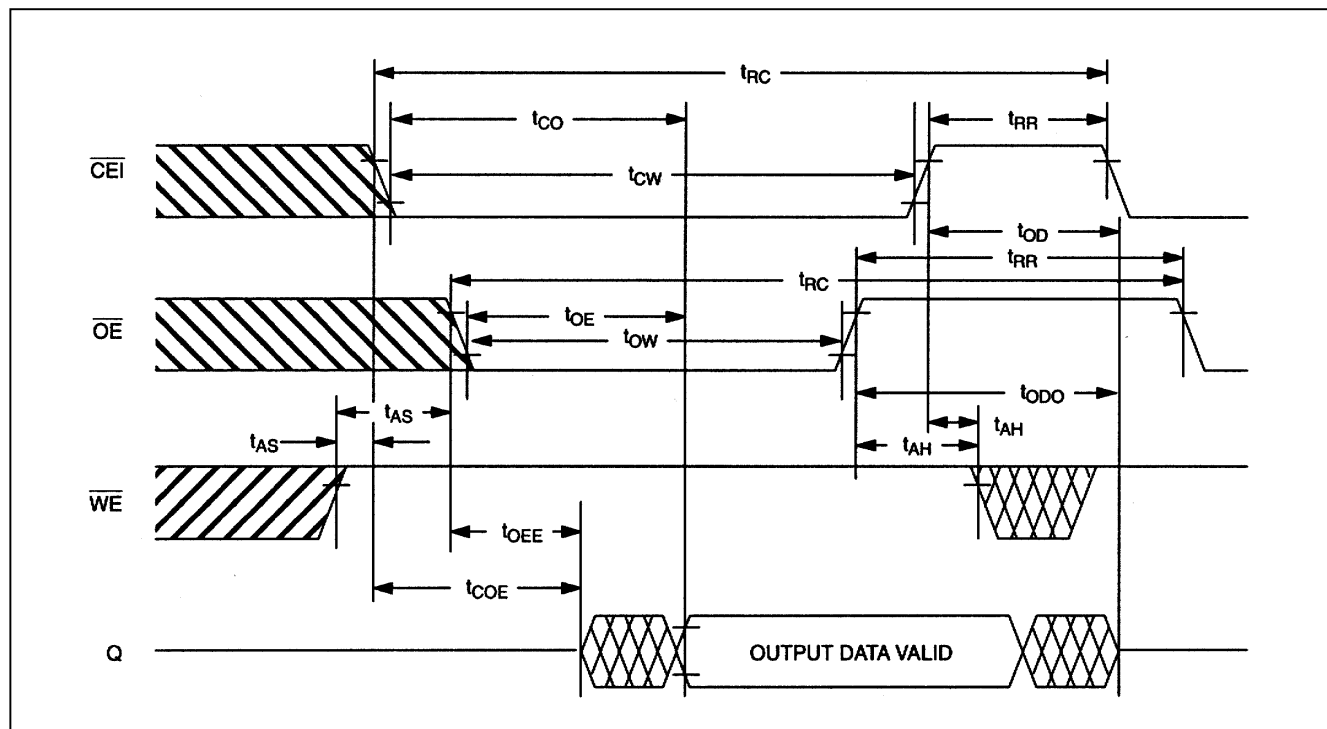 tRC
tCO
tRR
CEI
tCW
tOD
tRR
tRC
OE
tOE
tOW
tODO
tAS
tAS
tAH
tAH
WE
tOEE
tCOE
Q
OUTPUT DATA VALID